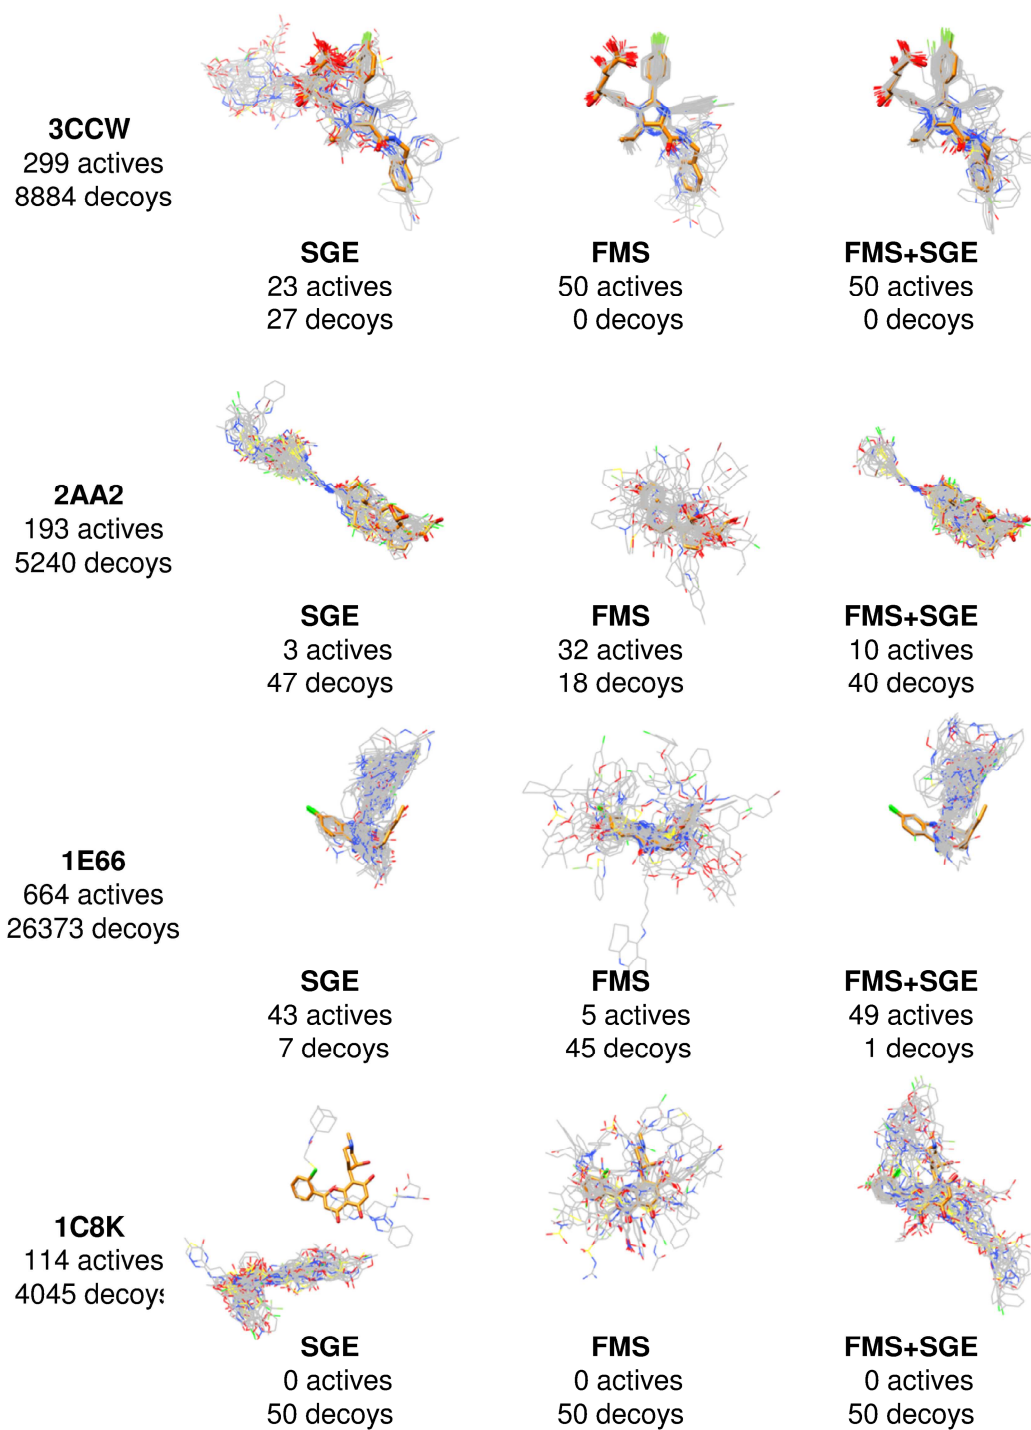 3CCW
299 actives
8884 decoys
SGE
23 actives
27 decoys
FMS
50 actives
0 decoys
FMS+SGE
50 actives
0 decoys
2AA2
193 actives
5240 decoys
SGE
3 actives
47 decoys
FMS
32 actives
18 decoys
FMS+SGE
10 actives
40 decoys
1E66
664 actives
26373 decoys
SGE
43 actives
7 decoys
FMS
5 actives
45 decoys
FMS+SGE
49 actives
1 decoys
1C8K
114 actives
4045 decoys
SGE
0 actives
50 decoys
FMS
0 actives
50 decoys
FMS+SGE
0 actives
50 decoys